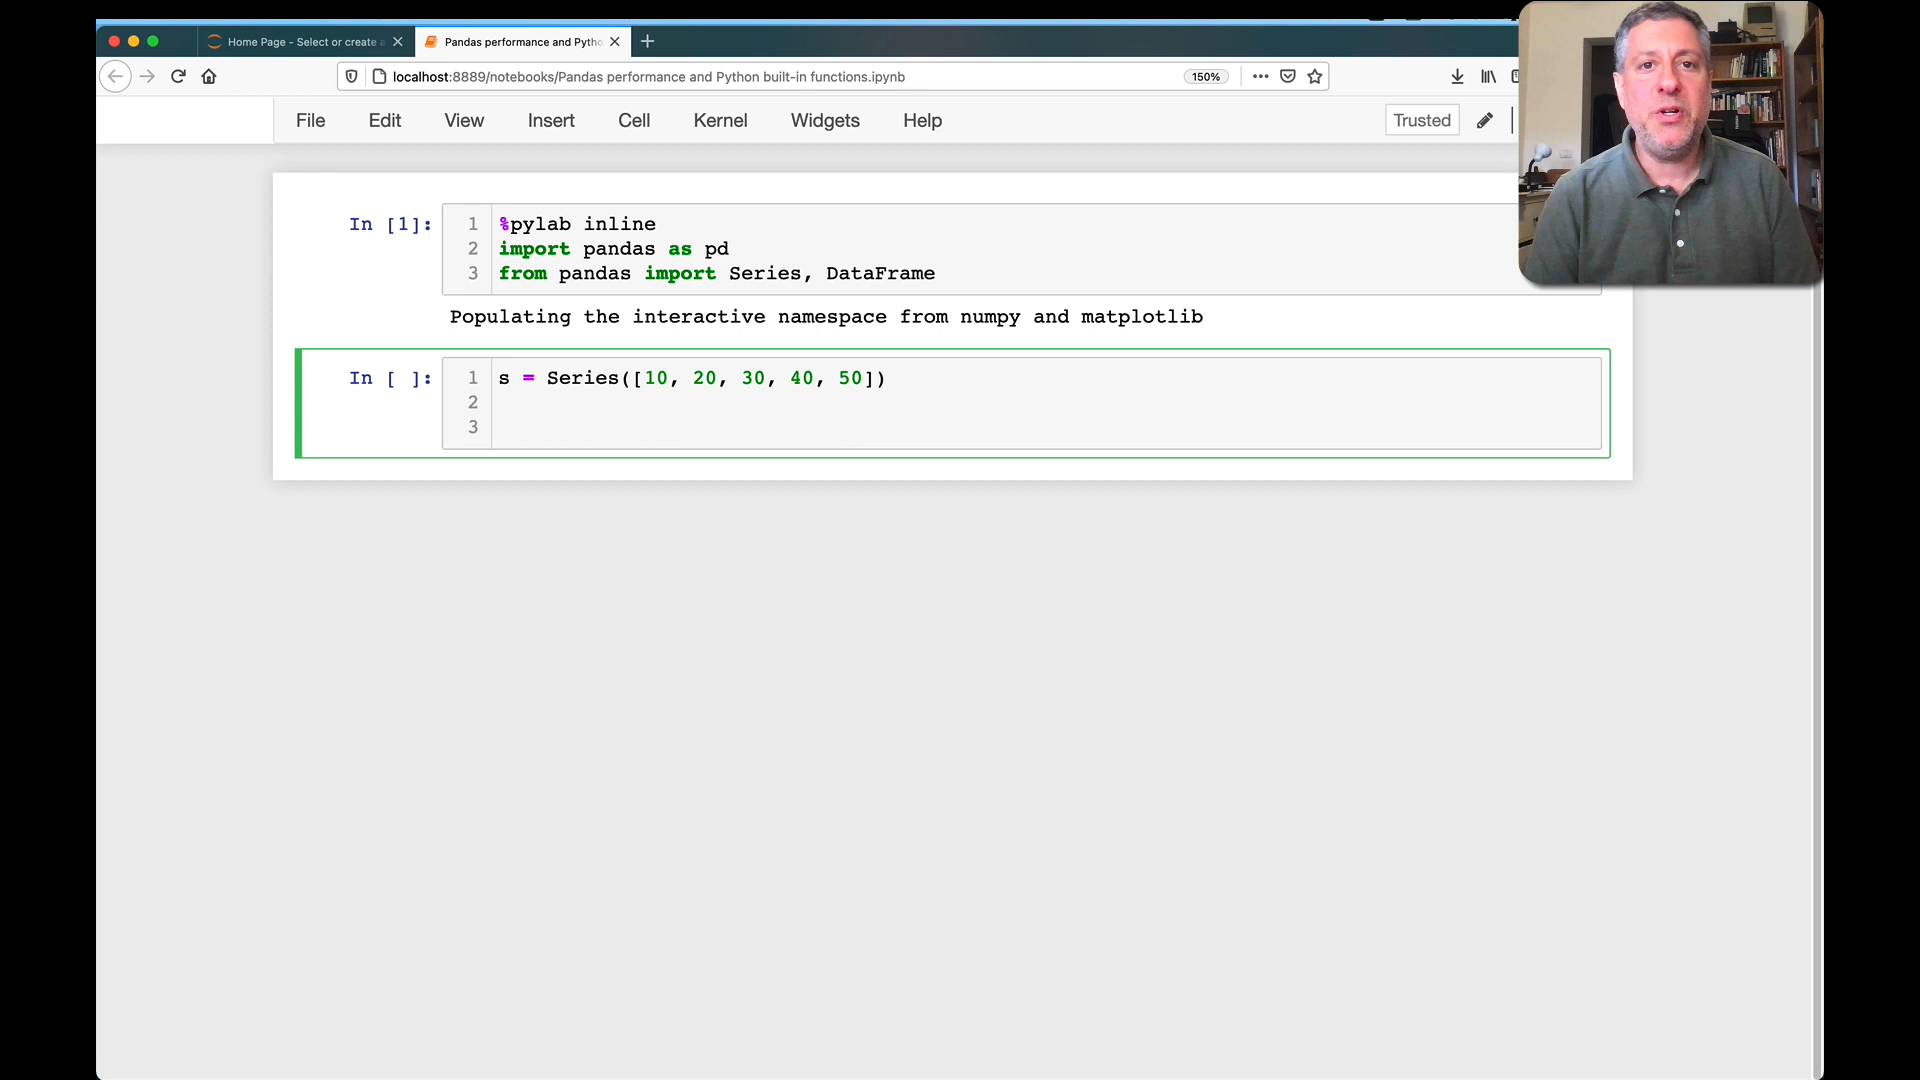 Home Page - Select or create a
Pandas performance and Pytho
localhost:8889/notebooks/Pandas performance and Python built-in functions.ipynb
150%
File Edit View Insert Cell Kernel Widgets Help
Trusted
In [1]:
1 %pylab inline
2 import pandas as pd
3 from pandas import Series, DataFrame
Populating the interactive namespace from numpy and matplotlib
In [ ]:
1 s = Series([10, 20, 30, 40, 50])
2
3